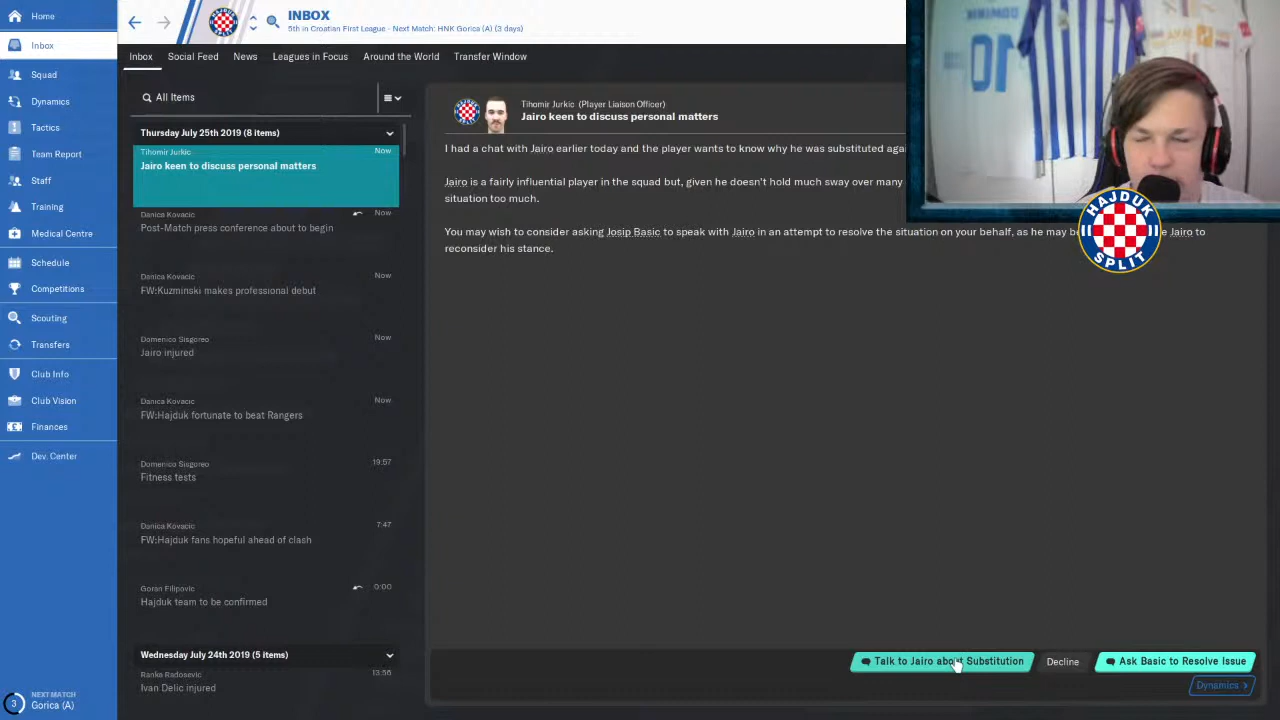 Home
INBOX
5th in Croatian First League - Next Match: HNK Gorica (A) (3 days)
Inbox
Squad
Dynamics
Tactics
Team Report
Staff
Training
Medical Centre
Schedule
Competitions
Scouting
Transfers
Club Info
Club Vision
Finances
Dev. Center
3
NEXT MATCH
Gorica (A)
Inbox
Social Feed
News
Leagues in Focus
Around the World
Transfer Window
All Items
Thursday July 25th 2019 (8 items)
Tihomir Jurkic
Now
Jairo keen to discuss personal matters
Danica Kovacic
Now
Post-Match press conference about to begin
Danica Kovacic
Now
FW:Kuzminski makes professional debut
Domenico Sisgoreo
Now
Jairo injured
Danica Kovacic
Now
FW:Hajduk fortunate to beat Rangers
Domenico Sisgoreo
19:57
Fitness tests
Danica Kovacic
7:47
FW:Hajduk fans hopeful ahead of clash
Goran Filipovic
0:00
Hajduk team to be confirmed
Wednesday July 24th 2019 (5 items)
Ranko Radosevic
13:56
Ivan Delic injured
Tihomir Jurkic (Player Liaison Officer)
Jairo keen to discuss personal matters
I had a chat with Jairo earlier today and the player wants to know why he was substituted
Jairo is a fairly influential player in the squad but, given he doesn't hold much sway over many
situation too much.
You may wish to consider asking Josip Basic to speak with Jairo in an attempt to resolve the situation on your behalf, as he may Jairo to
reconsider his stance.
HAJDUK
SPLIT
DOMINIK
10
Talk to Jairo about Substitution
Decline
Ask Basic to Resolve Issue
Dynamics >